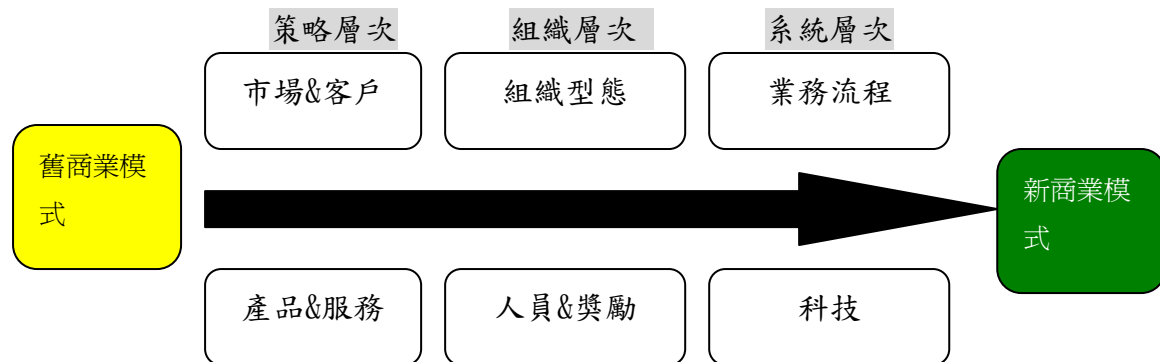 策略層次 組織層次 系統層次
市場&客戶 組織型態 業務流程
舊商業模
式
新商業模
式
產品&服務 人員&獎勵 科技